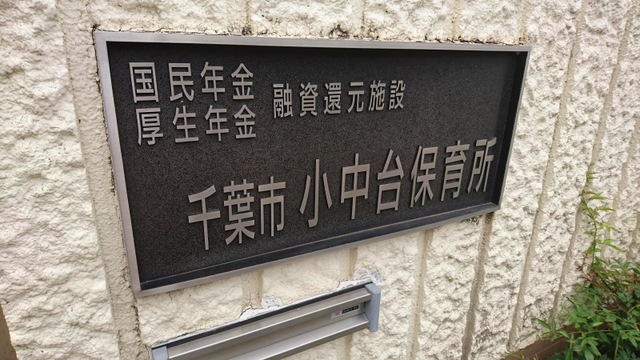 国民年金
厚生年金 融資還元施設
千葉市 小中台保育所